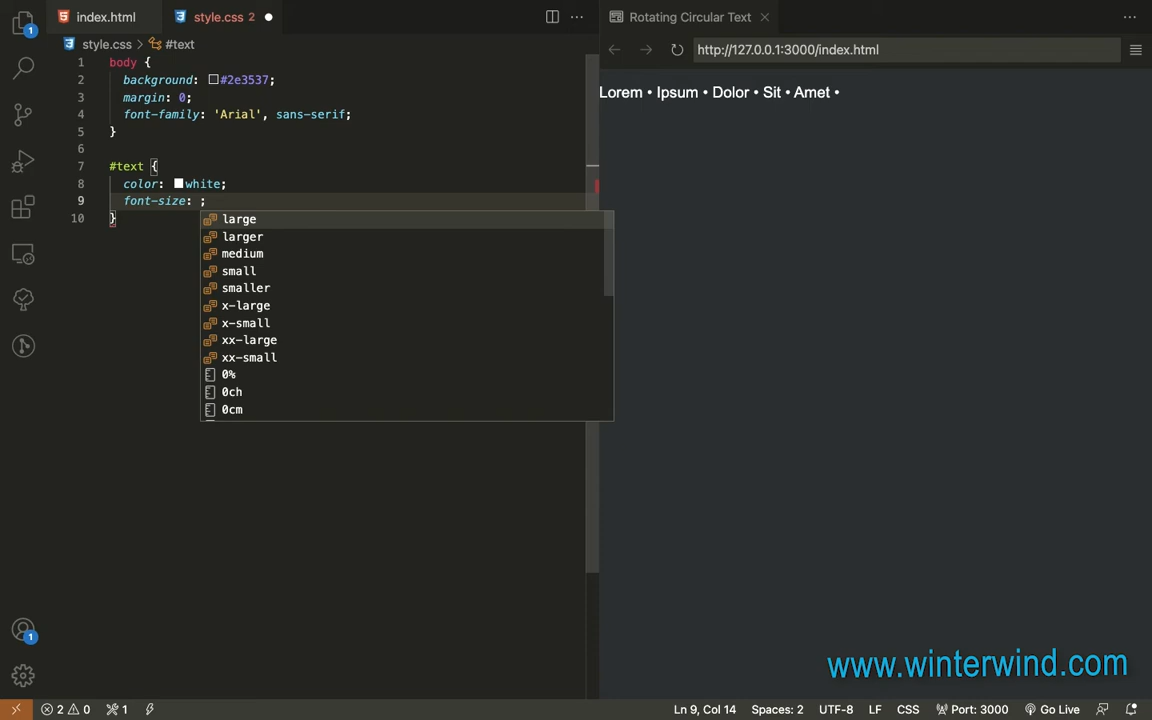 index.html
style.css 2
Rotating Circular Text
1
style.css > #text
http://127.0.0.1:3000/index.html
1 body {
2 background: #2e3537;
3 margin: 0;
4 font-family: 'Arial', sans-serif;
5 }
6
7 #text {
8 color: white;
9 font-size: ;
10 }
large
larger
medium
small
smaller
x-large
x-small
xx-large
xx-small
0%
0ch
0cm
Lorem • Ipsum • Dolor • Sit • Amet •
1
www.winterwind.com
2 0 1 Ln 9, Col 14 Spaces: 2 UTF-8 LF CSS Port: 3000 Go Live